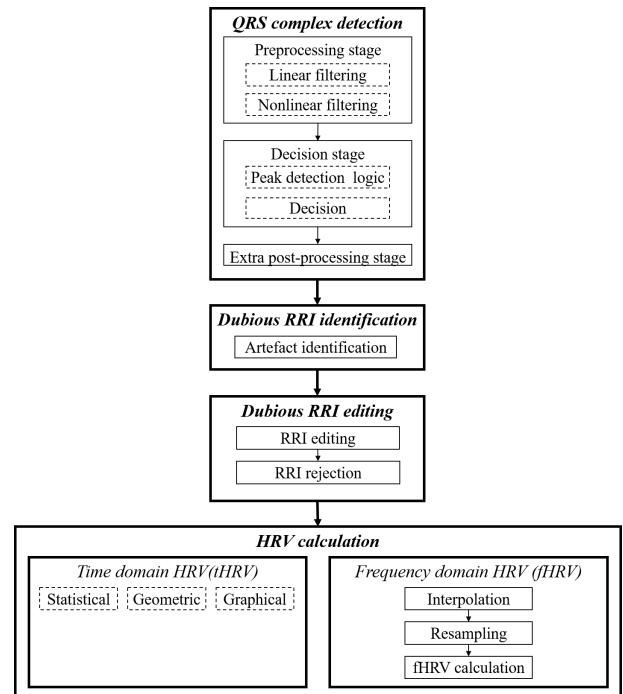 QRS complex detection
Preprocessing stage
Linear filtering
Nonlinear filtering
Decision stage
Peak detection logic
Decision
Extra post-processing stage
Dubious RRI identification
Artefact identification
Dubious RRI editing
RRI editing
RRI rejection
HRV calculation
Time domain HRV(tHRV)
Statistical
Geometric
Graphical
Frequency domain HRV (fHRV)
Interpolation
Resampling
fHRV calculation